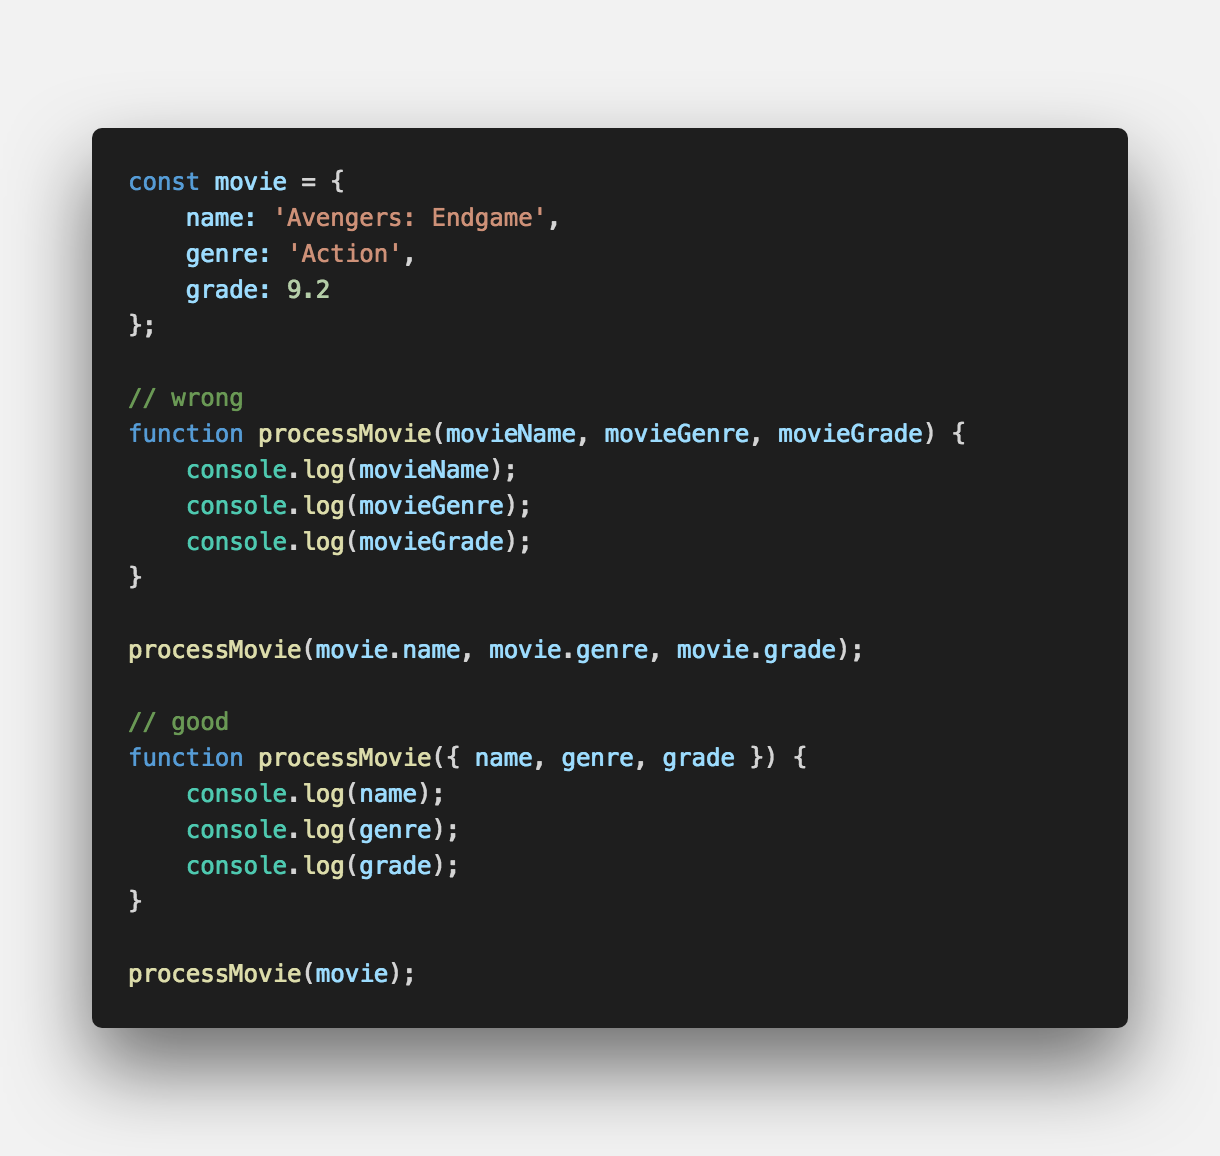 const movie = {
    name: 'Avengers: Endgame',
    genre: 'Action',
    grade: 9.2
};

// wrong
function processMovie(movieName, movieGenre, movieGrade) {
    console.log(movieName);
    console.log(movieGenre);
    console.log(movieGrade);
}

processMovie(movie.name, movie.genre, movie.grade);

// good
function processMovie({ name, genre, grade }) {
    console.log(name);
    console.log(genre);
    console.log(grade);
}

processMovie(movie);